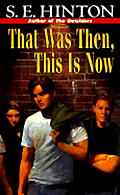 S. E. HINTON
Author of The Outsiders
That Was Then,
This Is Now